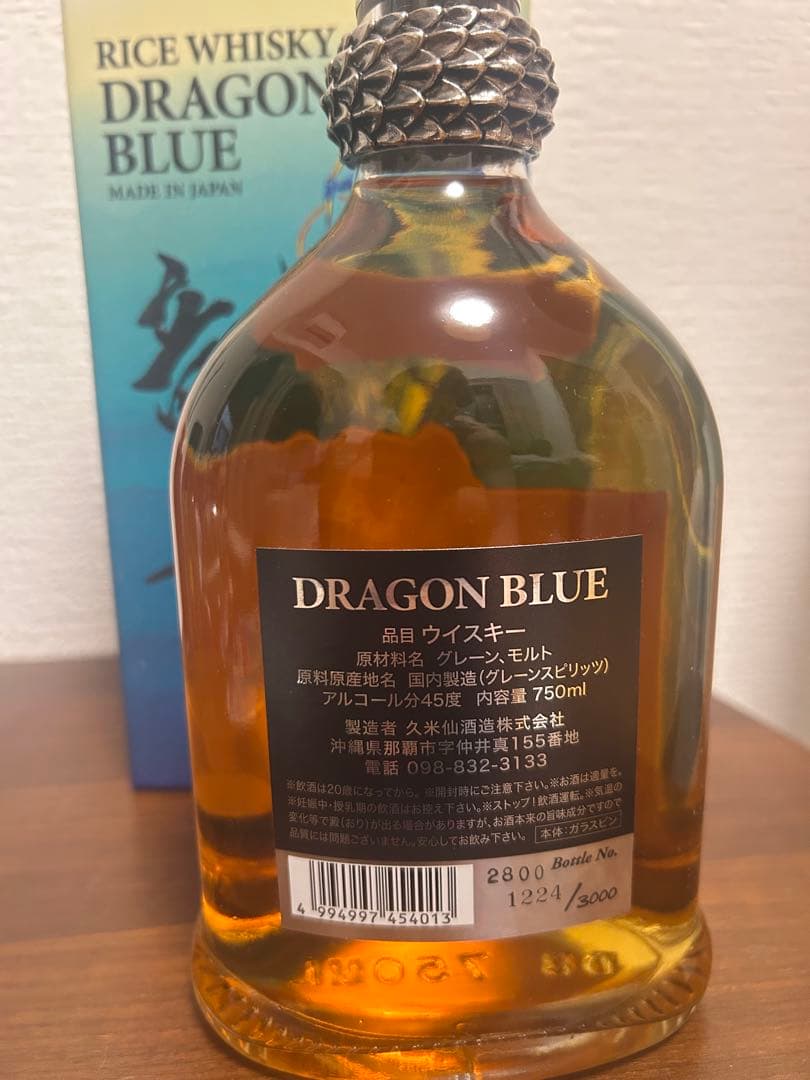 RICE WHISKY
DRAGON
BLUE
MADE IN JAPAN
DRAGON BLUE
品目 ウイスキー
原材料名 グレーン、モルト
原料原産地名 国内製造(グレーンスピリッツ)
アルコール分45度 内容量 750ml
製造者 久米仙酒造株式会社
沖縄県那覇市字仲井真155番地
電話 098-832-3133
※飲酒は20歳になってから。※開封時にご注意下さい。※お酒は適量を。
※妊娠中・授乳期の飲酒はお控え下さい。※ストップ!飲酒運転。※気温の
変化等で澱(おり)が出る場合がありますが、お酒本来の旨味成分ですので
品質には問題ございません。安心してお飲み下さい。 本体:ガラスビン
4 994997 454013
2800 Bottle No.
1224/3000
750ml